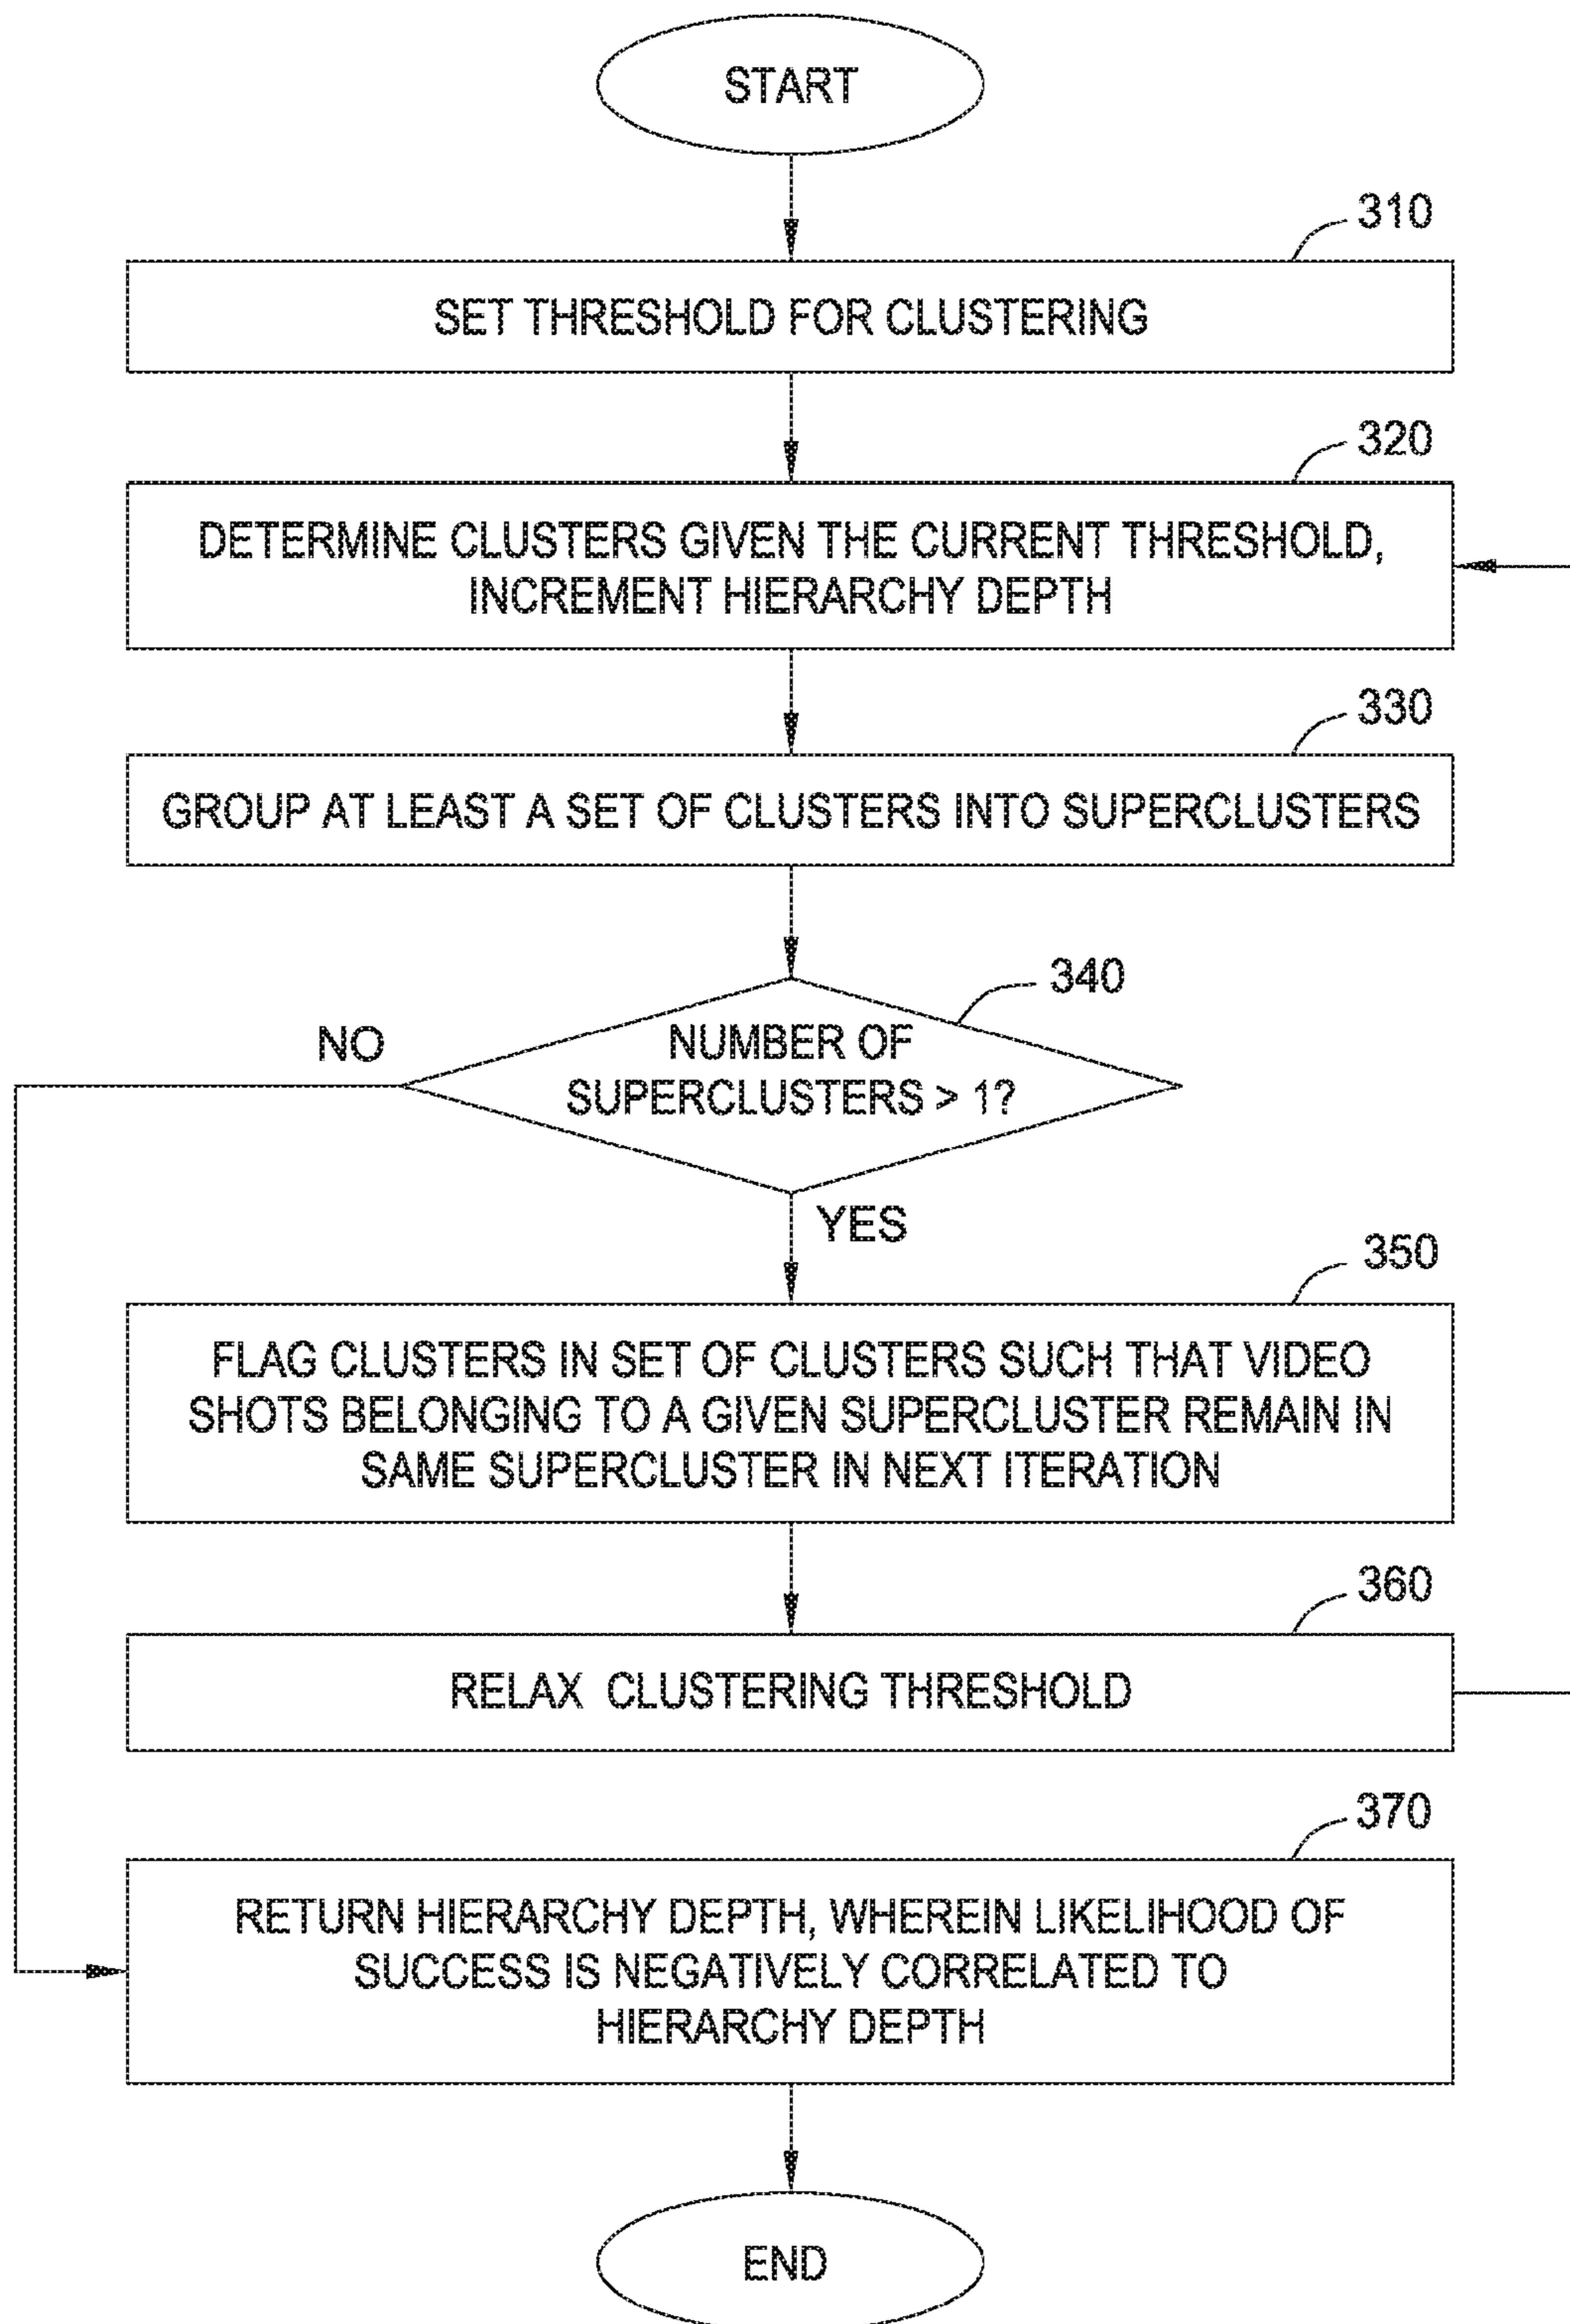 START
310
SET THRESHOLD FOR CLUSTERING
320
DETERMINE CLUSTERS GIVEN THE CURRENT THRESHOLD,
INCREMENT HIERARCHY DEPTH
330
GROUP AT LEAST A SET OF CLUSTERS INTO SUPERCLUSTERS
340
NO
NUMBER OF
SUPERCLUSTERS > 1?
YES
350
FLAG CLUSTERS IN SET OF CLUSTERS SUCH THAT VIDEO
SHOTS BELONGING TO A GIVEN SUPERCLUSTER REMAIN IN
SAME SUPERCLUSTER IN NEXT ITERATION
360
RELAX CLUSTERING THRESHOLD
370
RETURN HIERARCHY DEPTH, WHEREIN LIKELIHOOD OF
SUCCESS IS NEGATIVELY CORRELATED TO
HIERARCHY DEPTH
END